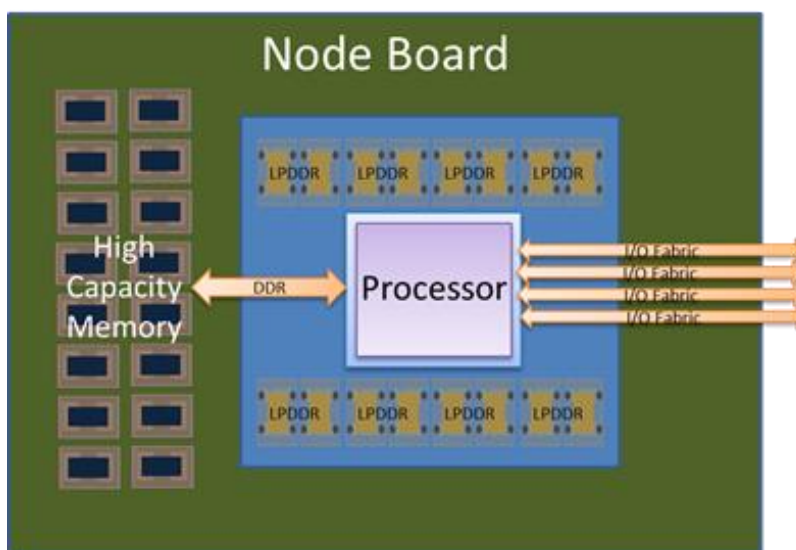 Node Board
LPDDR LPDDR LPDDR LPDDR
High
Capacity
Memory
DDR
Processor
I/O Fabric
I/O Fabric
I/O Fabric
I/O Fabric
LPDDR LPDDR LPDDR LPDDR